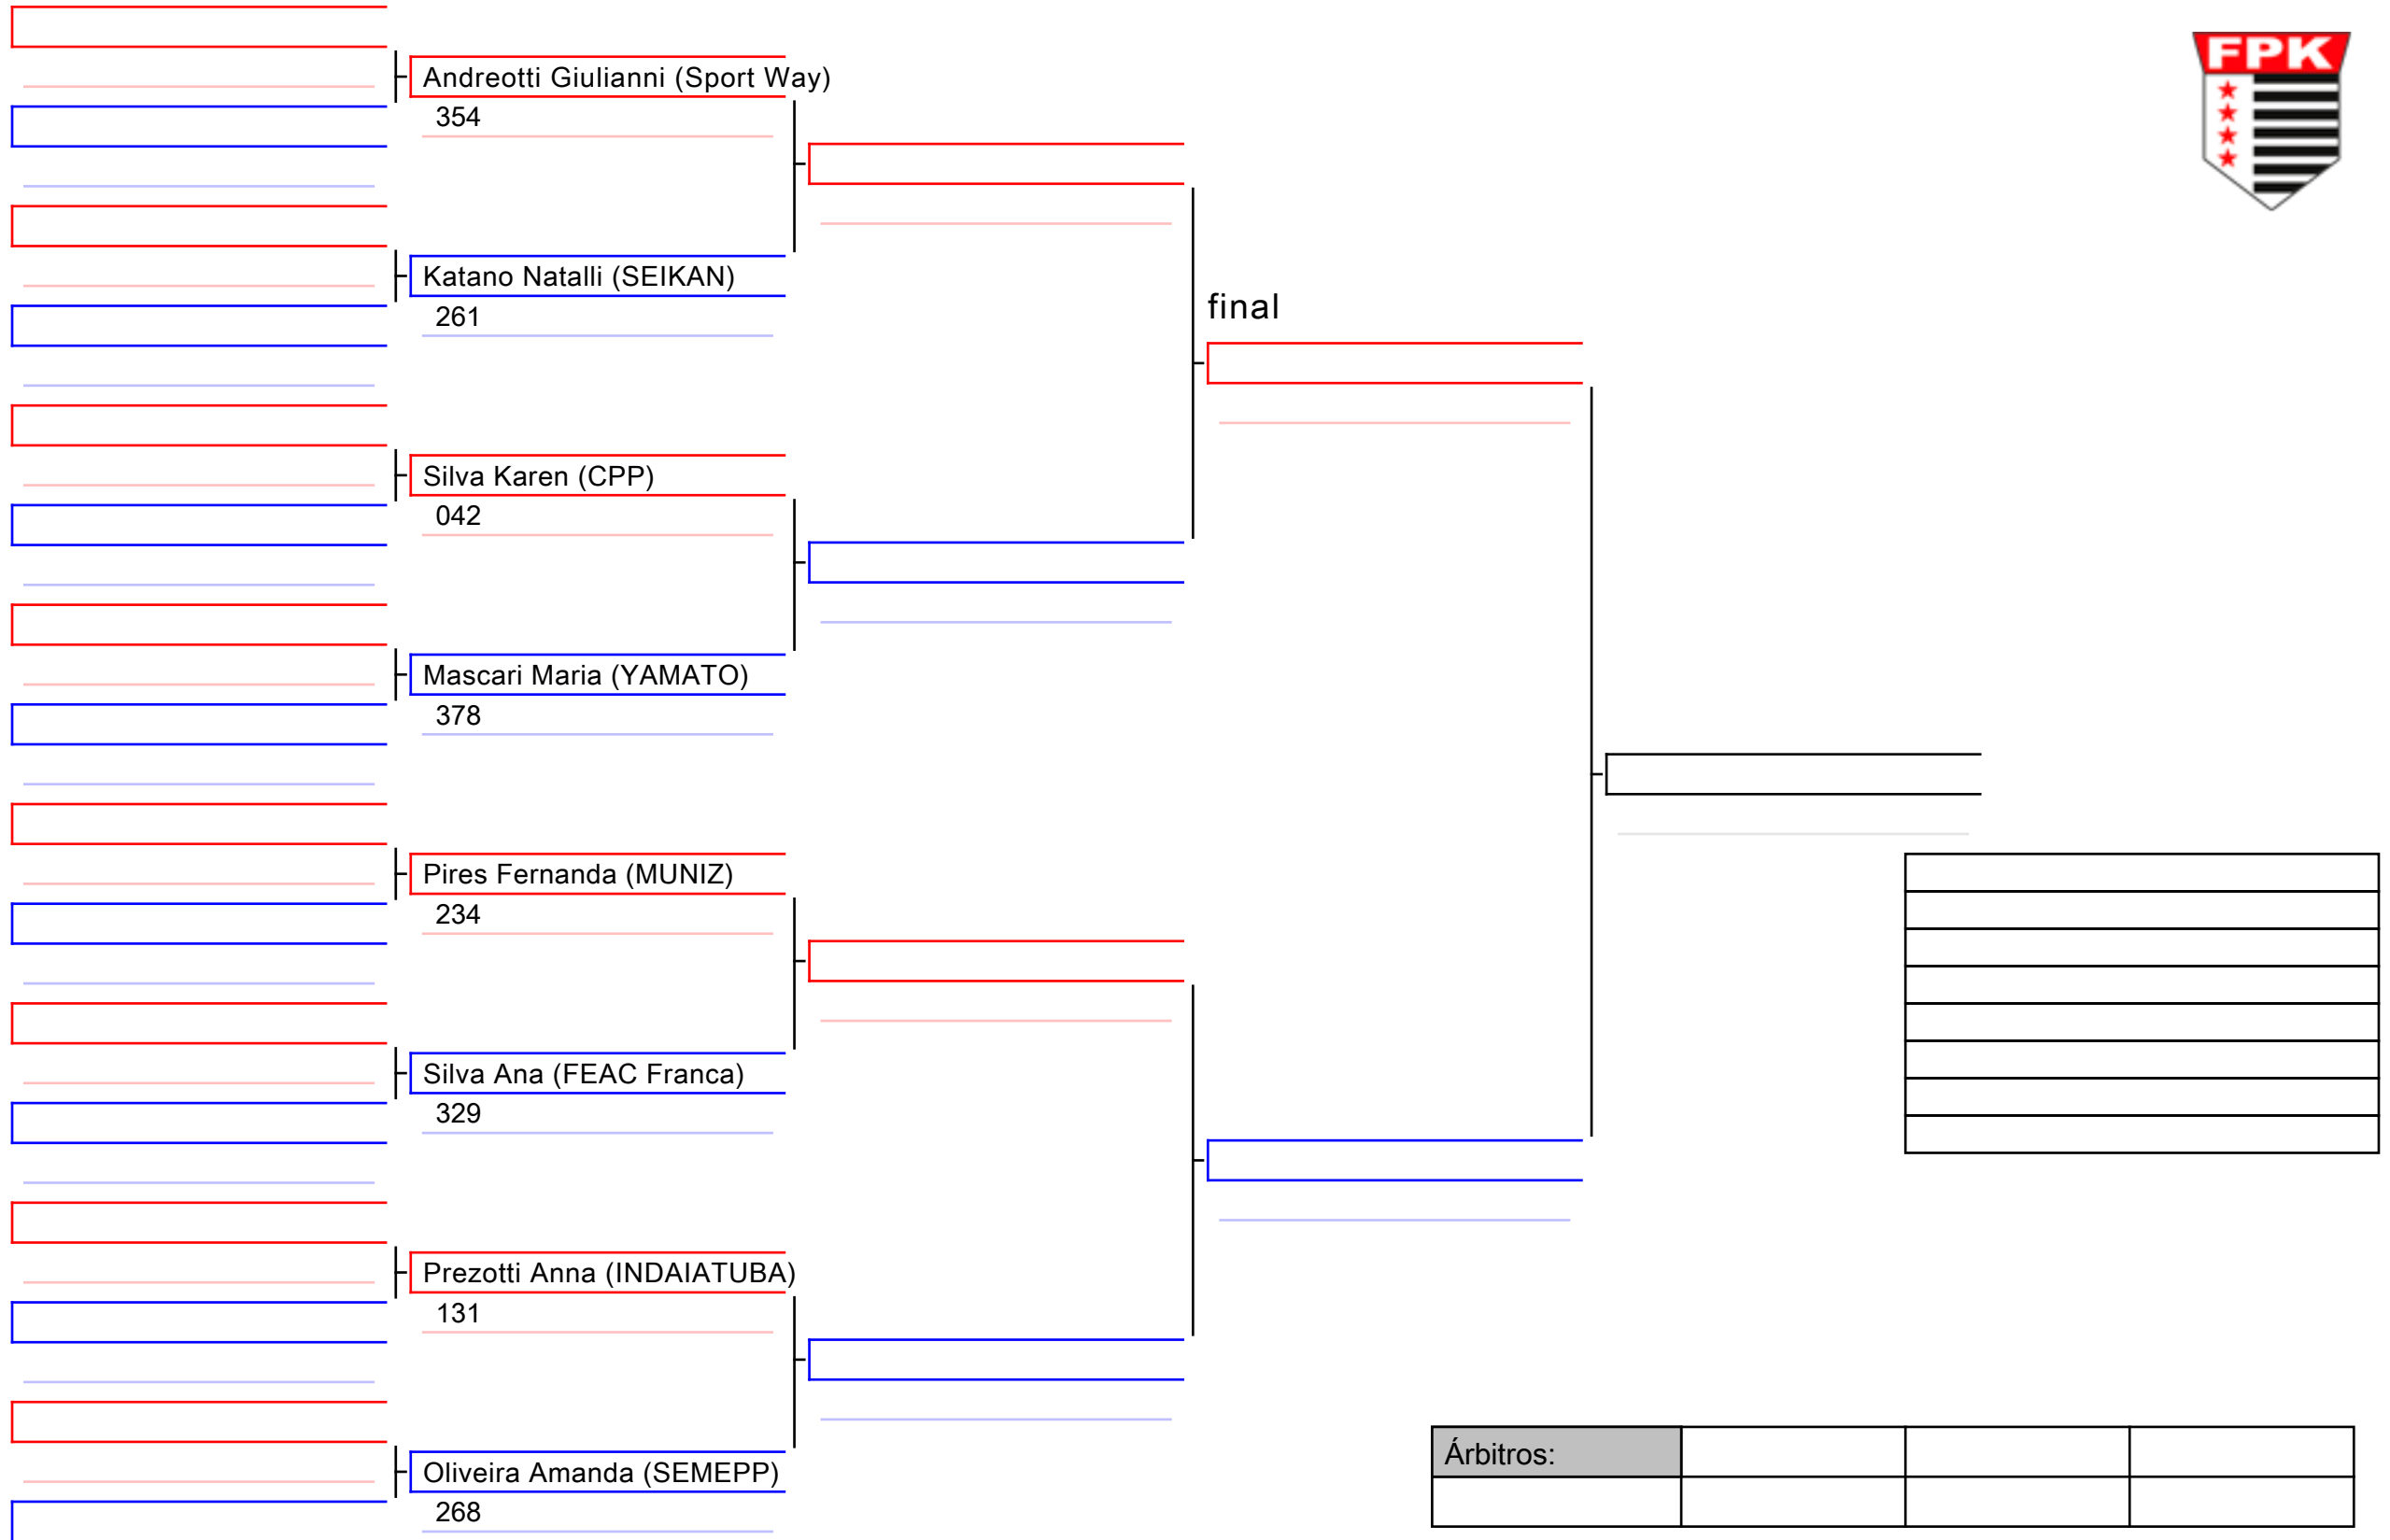 FPK
Andreotti Giulianni (Sport Way)
354
Katano Natalli (SEIKAN)
261
final
Silva Karen (CPP)
042
Mascari Maria (YAMATO)
378
Pires Fernanda (MUNIZ)
234
Silva Ana (FEAC Franca)
329
Prezotti Anna (INDAIATUBA)
131
Oliveira Amanda (SEMEPP)
268
Árbitros: